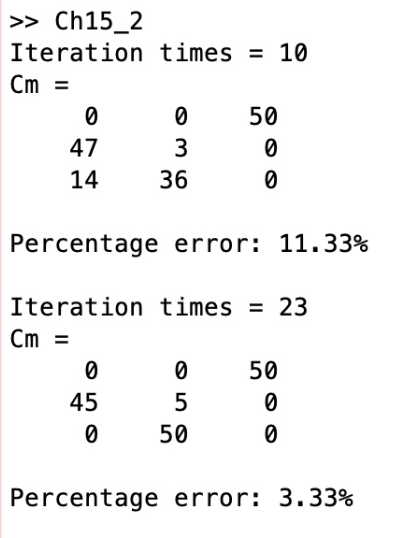 >> Ch15_2
Iteration times = 10
Cm =
0 0 50
47 3 0
14 36 0
Percentage error: 11.33%
Iteration times = 23
Cm =
0 0 50
45 5 0
0 50 0
Percentage error: 3.33%